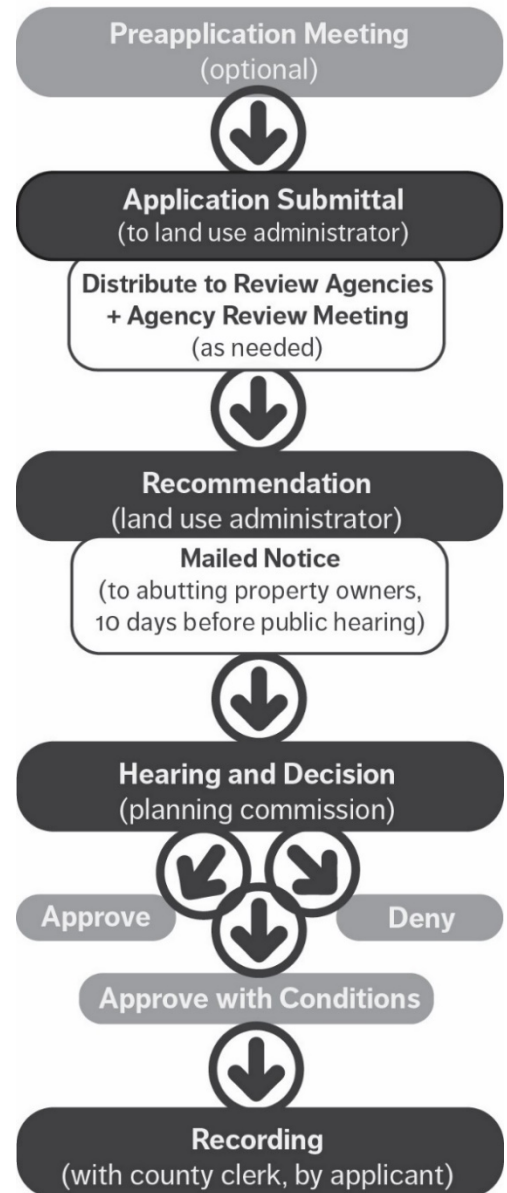 Preapplication Meeting
(optional)
Application Submittal
(to land use administrator)
Distribute to Review Agencies
+ Agency Review Meeting
(as needed)
Recommendation
(land use administrator)
Mailed Notice
(to abutting property owners,
10 days before public hearing)
Hearing and Decision
(planning commission)
Approve
Deny
Approve with Conditions
Recording
(with county clerk, by applicant)